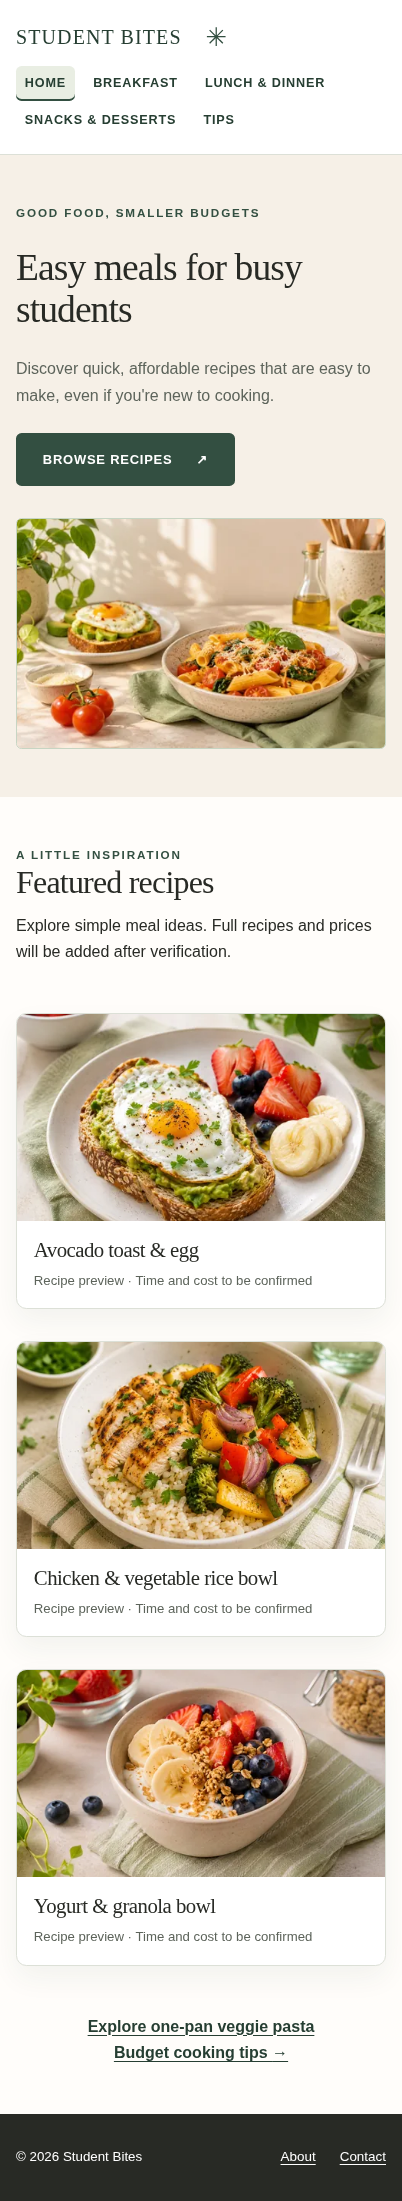 STUDENT BITES ✳
HOME BREAKFAST LUNCH & DINNER
SNACKS & DESSERTS TIPS
GOOD FOOD, SMALLER BUDGETS
Easy meals for busy
students
Discover quick, affordable recipes that are easy to
make, even if you're new to cooking.
BROWSE RECIPES ↗
A LITTLE INSPIRATION
Featured recipes
Explore simple meal ideas. Full recipes and prices
will be added after verification.
Avocado toast & egg
Recipe preview · Time and cost to be confirmed
Chicken & vegetable rice bowl
Recipe preview · Time and cost to be confirmed
Yogurt & granola bowl
Recipe preview · Time and cost to be confirmed
Explore one-pan veggie pasta
Budget cooking tips →
© 2026 Student Bites About Contact